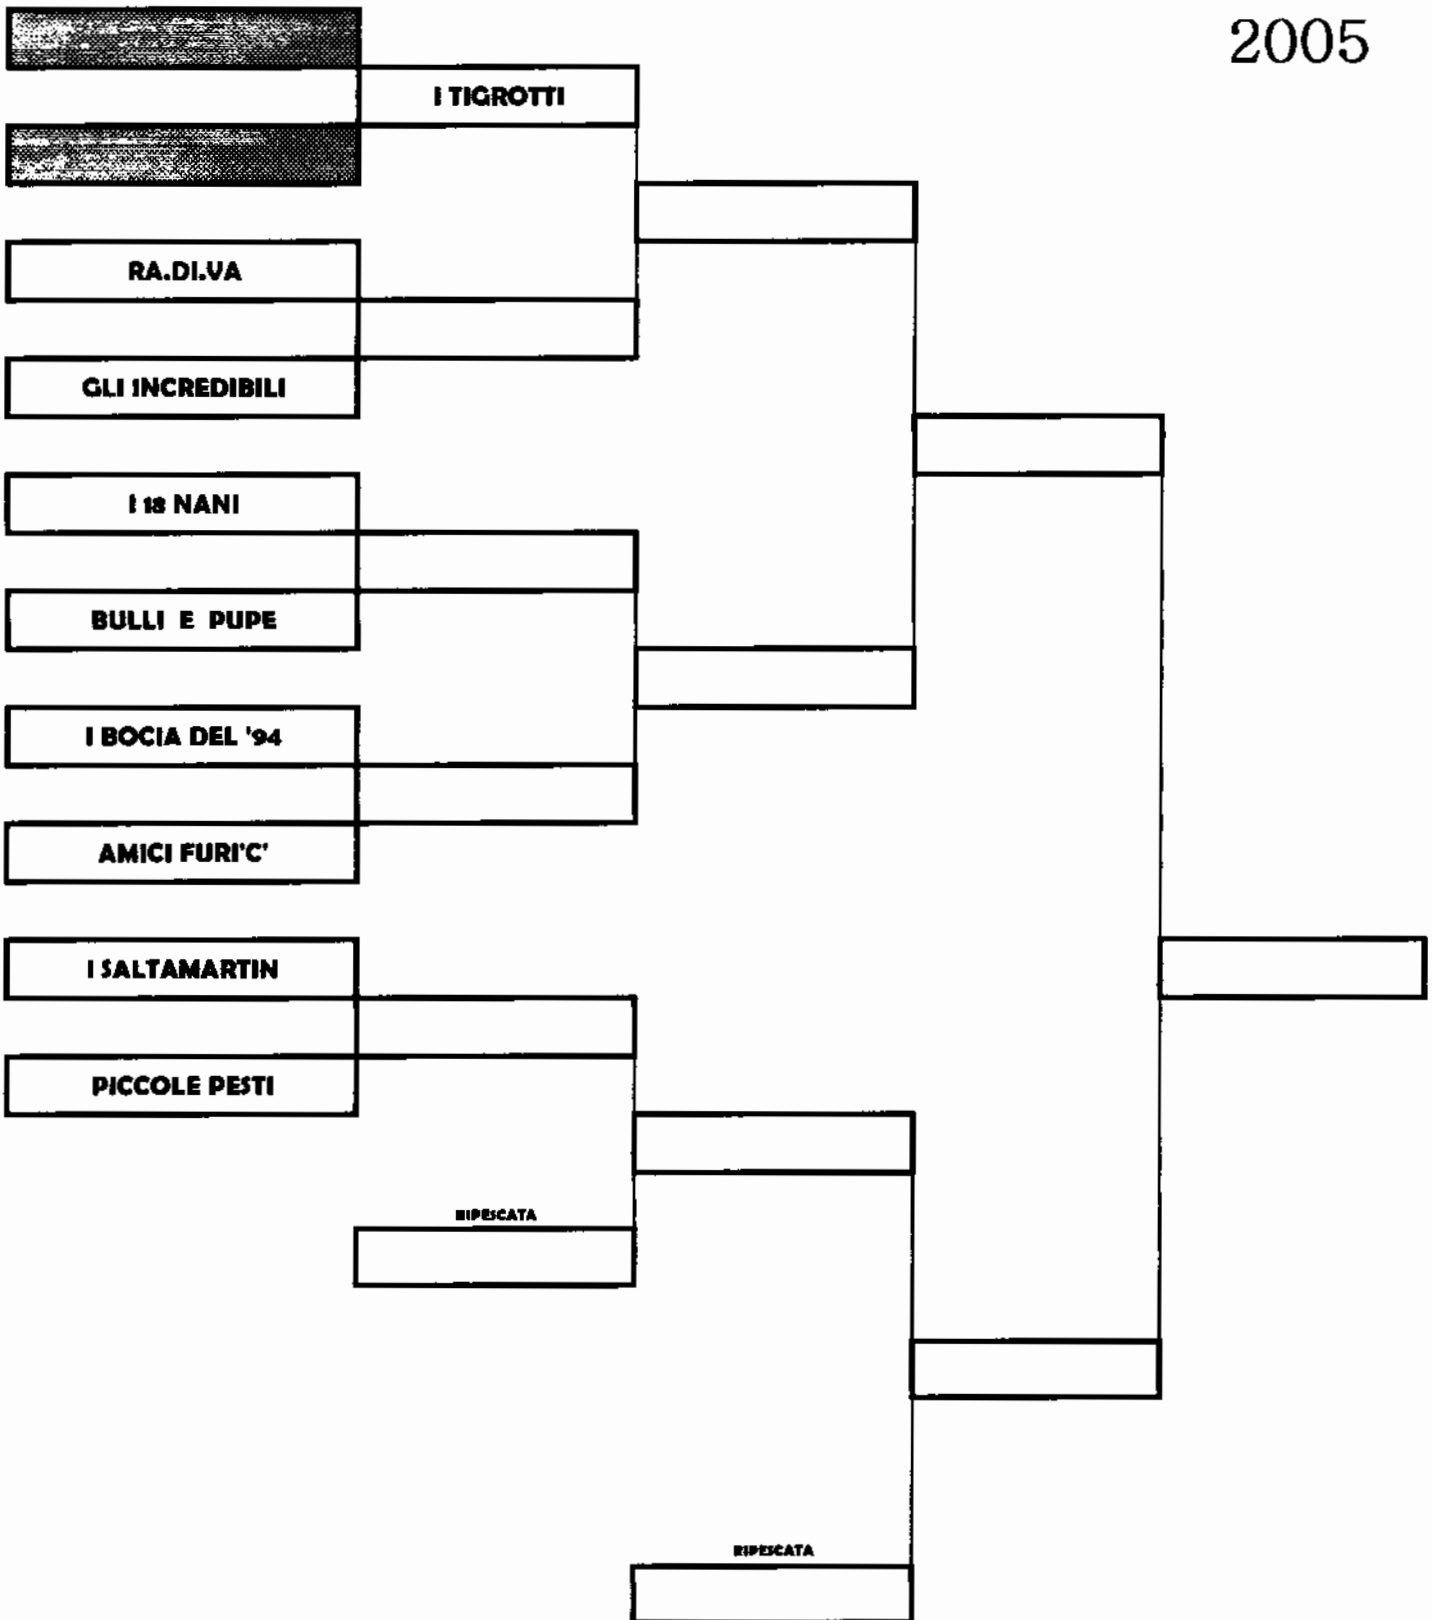 2005
I TIGROTTI
RA.DI.VA
GLI INCREDIBILI
I 18 NANI
BULLI E PUPE
I BOCIA DEL '94
AMICI FURI'C'
I SALTAMARTIN
PICCOLE PESTI
RIPESCATA
RIPESCATA